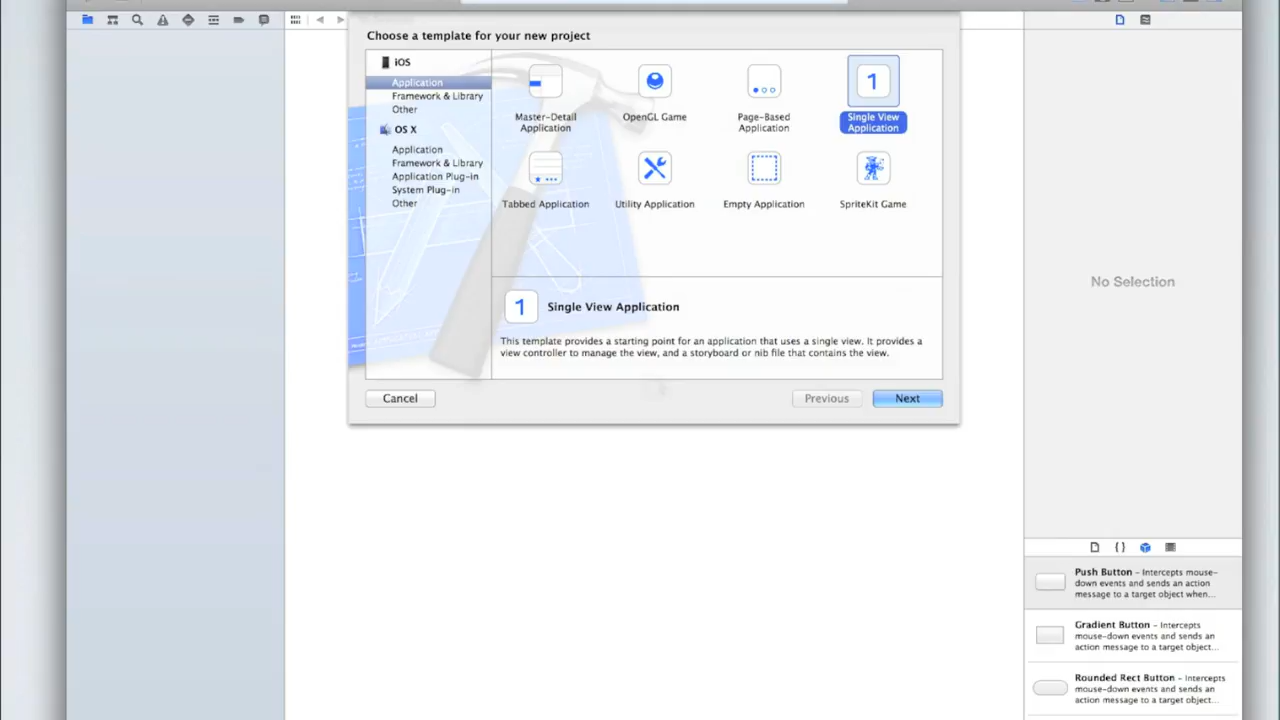 Choose a template for your new project
iOS
Application
Framework & Library
Other
OS X
Application
Framework & Library
Application Plug-in
System Plug-in
Other
Master-Detail
Application
OpenGL Game
Page-Based
Application
1
Single View
Application
Tabbed Application
Utility Application
Empty Application
SpriteKit Game
1
Single View Application
This template provides a starting point for an application that uses a single view. It provides a
view controller to manage the view, and a storyboard or nib file that contains the view.
Cancel
Previous
Next
No Selection
{ }
Push Button – Intercepts mouse-
down events and sends an action
message to a target object when...
Gradient Button – Intercepts
mouse-down events and sends an
action message to a target object...
Rounded Rect Button – Intercepts
mouse-down events and sends an
action message to a target object...